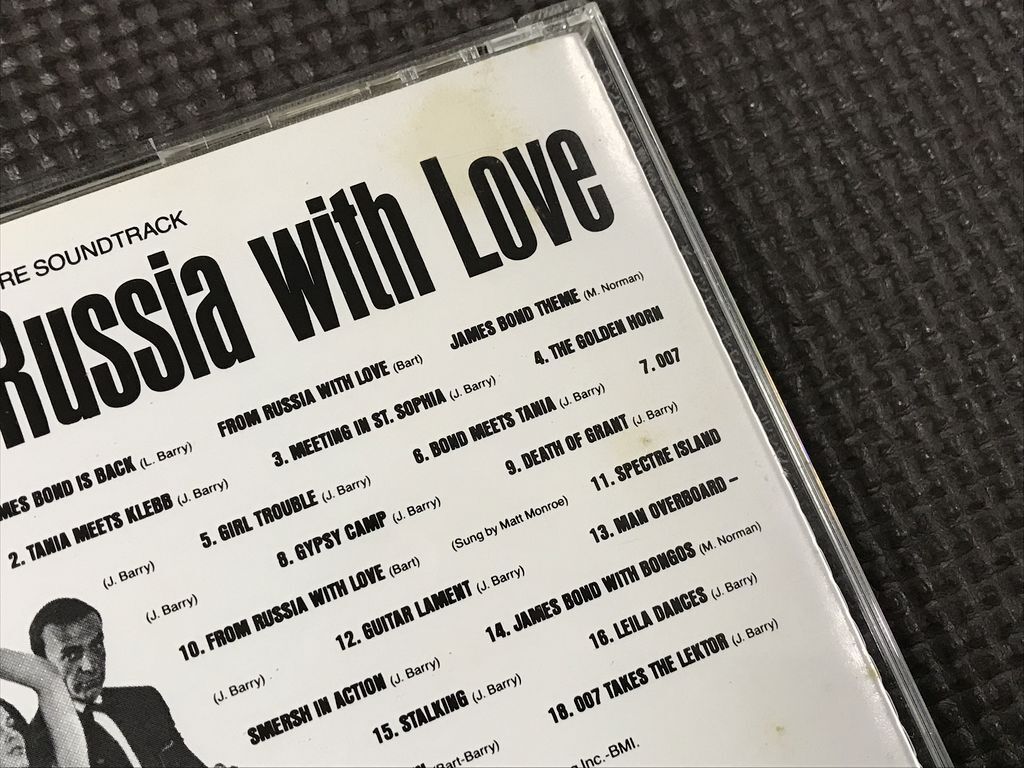 RE SOUNDTRACK
Russia with Love
MES BOND IS BACK (L. Barry) FROM RUSSIA WITH LOVE (Bart) JAMES BOND THEME (M. Norman)
2. TANIA MEETS KLEBB (J. Barry) 3. MEETING IN ST. SOPHIA (J. Barry) 4. THE GOLDEN HORN
(J. Barry) 5. GIRL TROUBLE (J. Barry) 6. BOND MEETS TANIA (J. Barry) 7. 007
(J. Barry) 8. GYPSY CAMP (J. Barry) 9. DEATH OF GRANT (J. Barry)
10. FROM RUSSIA WITH LOVE (Bart) (Sung by Matt Monroe) 11. SPECTRE ISLAND
(J. Barry) 12. GUITAR LAMENT (J. Barry) 13. MAN OVERBOARD –
SMERSH IN ACTION (J. Barry) 14. JAMES BOND WITH BONGOS (M. Norman)
15. STALKING (J. Barry) 16. LEILA DANCES (J. Barry)
(Bart-Barry) 18. 007 TAKES THE LEKTOR (J. Barry)
Inc.-BMI.